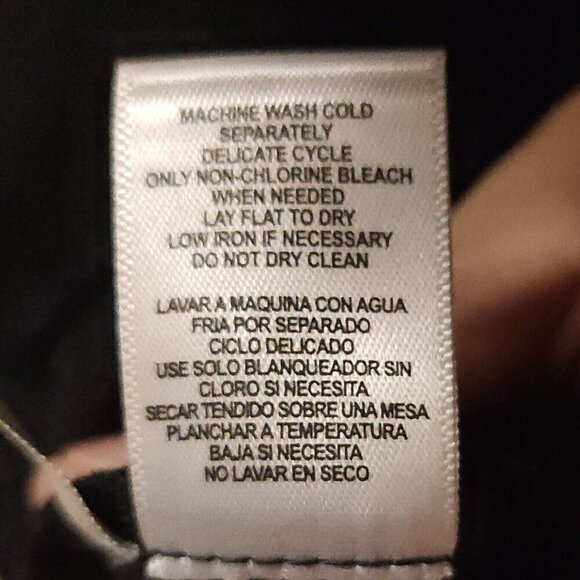 MACHINE WASH COLD
SEPARATELY
DELICATE CYCLE
ONLY NON-CHLORINE BLEACH
WHEN NEEDED
LAY FLAT TO DRY
LOW IRON IF NECESSARY
DO NOT DRY CLEAN
LAVAR A MAQUINA CON AGUA
FRIA POR SEPARADO
CICLO DELICADO
USE SOLO BLANQUEADOR SIN
CLORO SI NECESITA
SECAR TENDIDO SOBRE UNA MESA
PLANCHAR A TEMPERATURA
BAJA SI NECESITA
NO LAVAR EN SECO